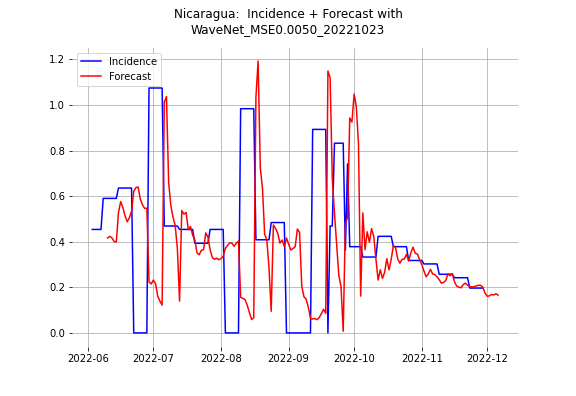 Nicaragua:  Incidence + Forecast with
WaveNet_MSE0.0050_20221023
Incidence
Forecast
1.2
1.0
0.8
0.6
0.4
0.2
0.0
2022-06 2022-07 2022-08 2022-09 2022-10 2022-11 2022-12